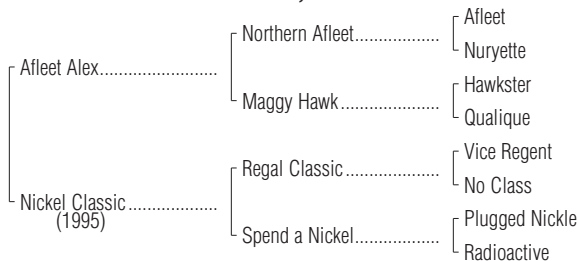 Afleet
Northern Afleet..................
Nuryette
Afleet Alex.........................
Hawkster
Maggy Hawk.....................
Qualique
Vice Regent
Regal Classic....................
No Class
Nickel Classic...................
(1995)
Plugged Nickle
Spend a Nickel..................
Radioactive